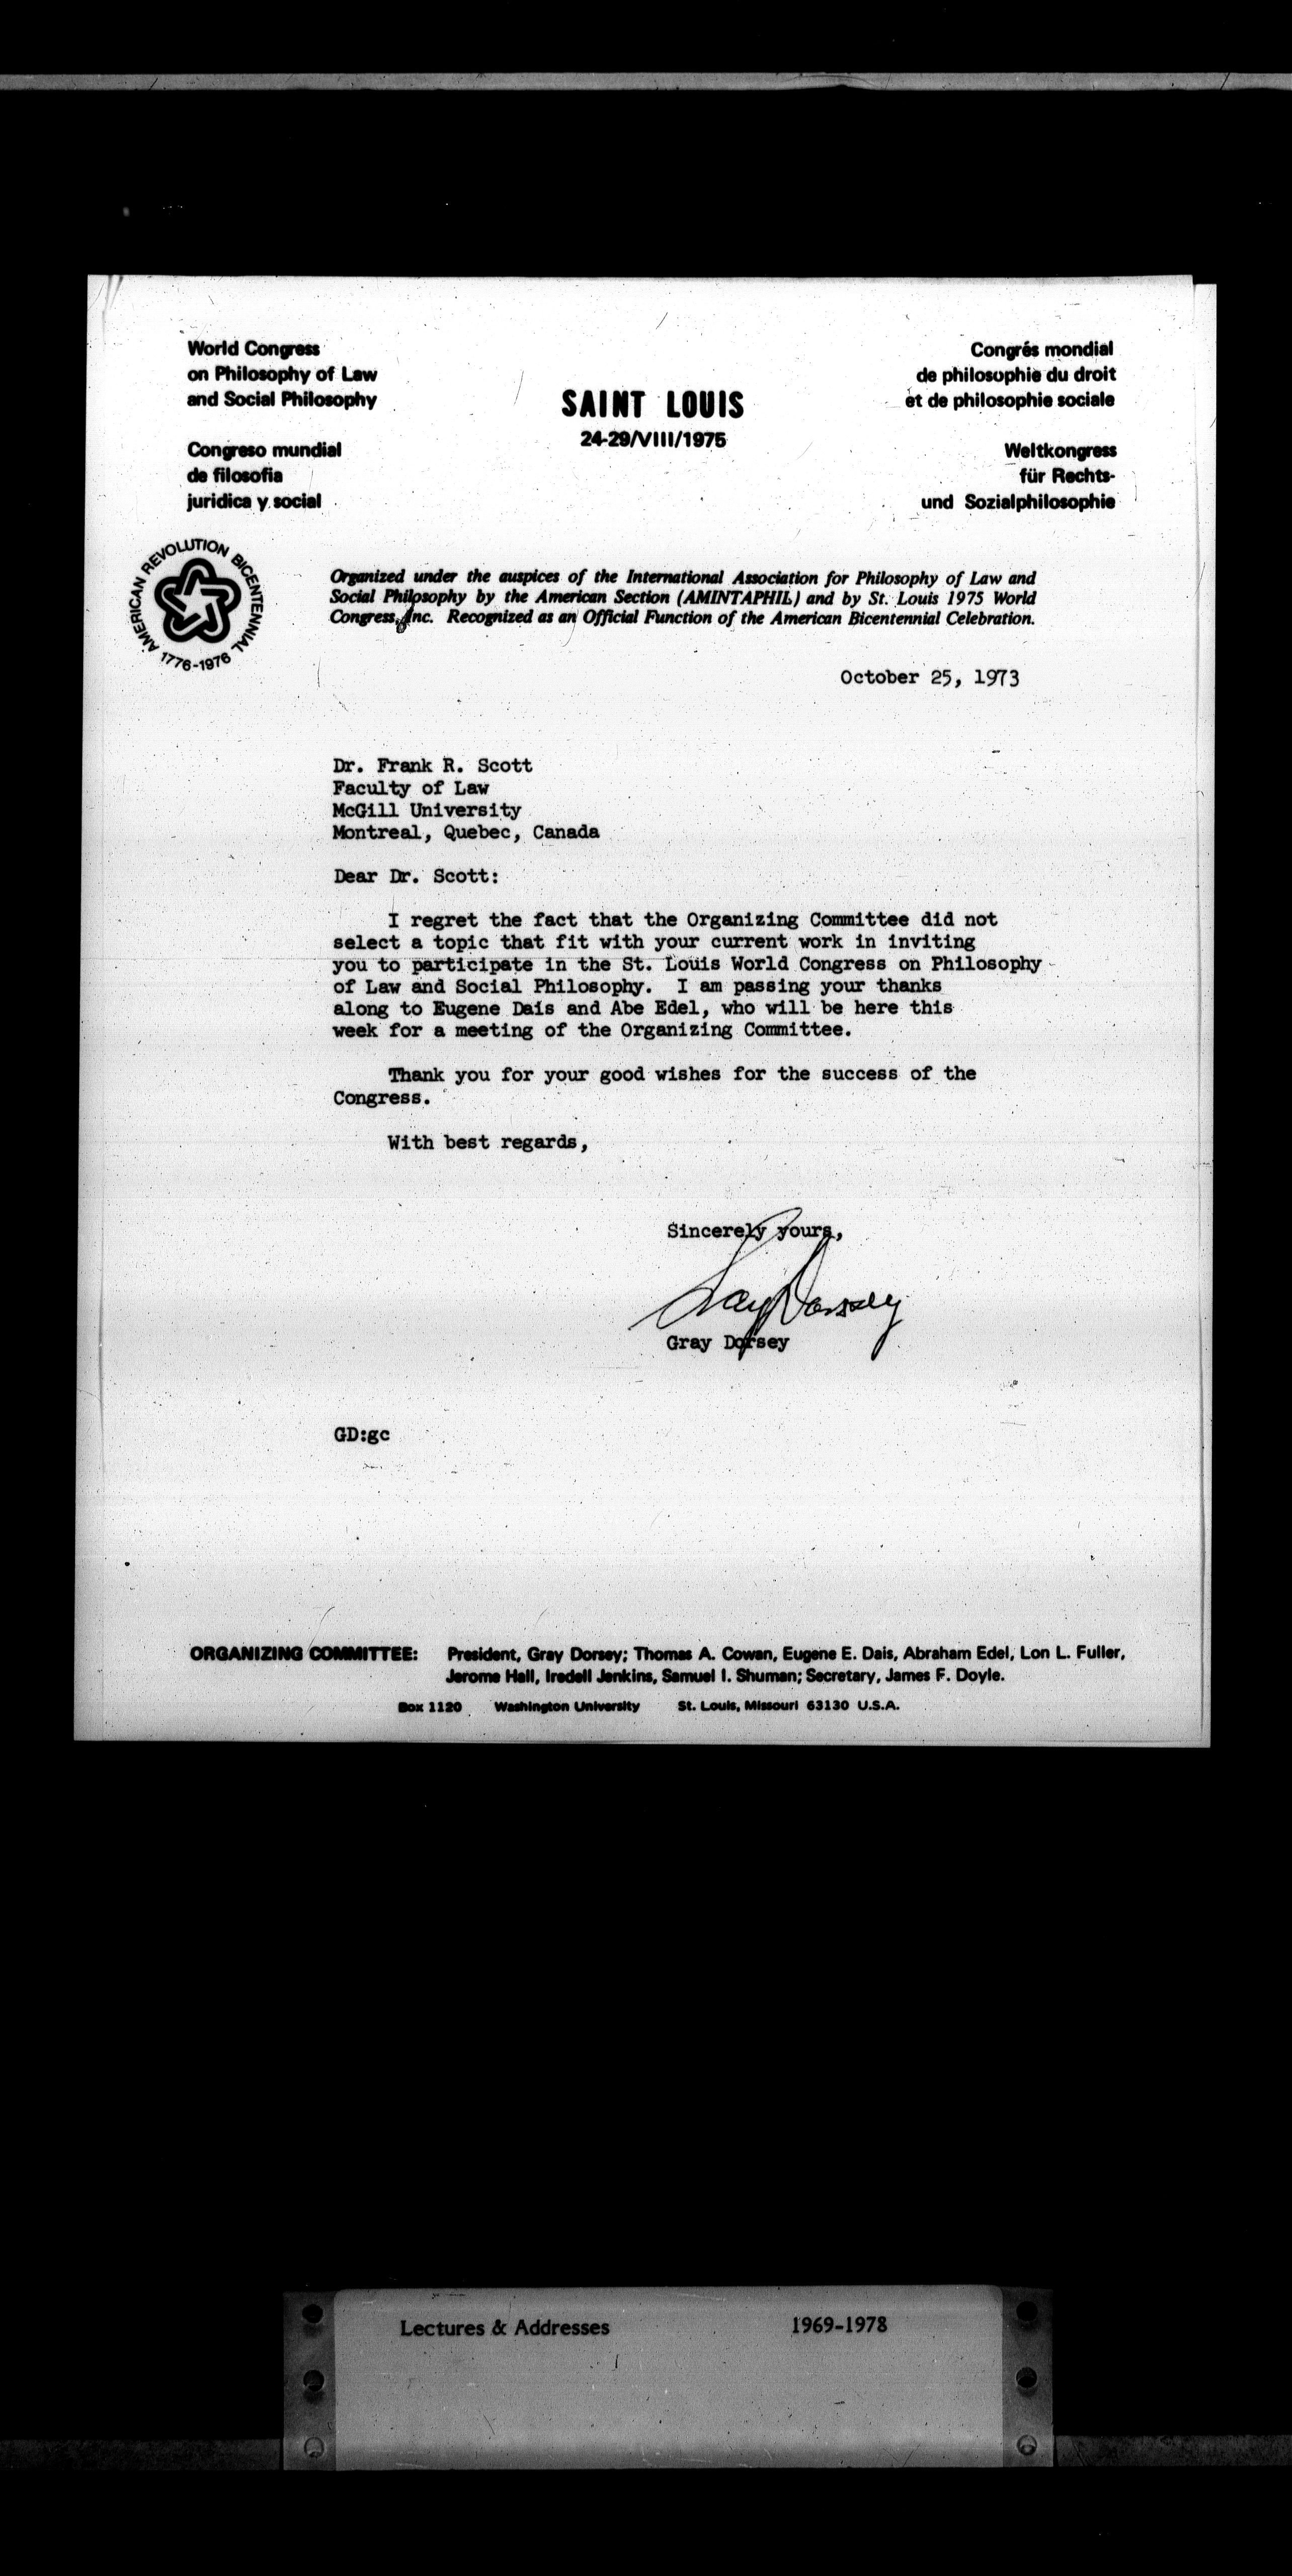 World Congress
on Philosophy of Law
and Social Philosophy
Congreso mundial
de filosofia
juridica y social
SAINT LOUIS
24-29/VIII/1975
Congrés mondial
de philosophie du droit
et de philosophie sociale
Weltkongress
für Rechts-
und Sozialphilosophie
AMERICAN REVOLUTION BICENTENNIAL
1776-1976
Organized under the auspices of the International Association for Philosophy of Law and
Social Philosophy by the American Section (AMINTAPHIL) and by St. Louis 1975 World
Congress, Inc. Recognized as an Official Function of the American Bicentennial Celebration.
October 25, 1973
Dr. Frank R. Scott
Faculty of Law
McGill University
Montreal, Quebec, Canada
Dear Dr. Scott:
I regret the fact that the Organizing Committee did not
select a topic that fit with your current work in inviting
you to participate in the St. Louis World Congress on Philosophy
of Law and Social Philosophy. I am passing your thanks
along to Eugene Dais and Abe Edel, who will be here this
week for a meeting of the Organizing Committee.
Thank you for your good wishes for the success of the
Congress.
With best regards,
Sincerely yours,
Gray Dorsey
Gray Dorsey
GD:gc
ORGANIZING COMMITTEE: President, Gray Dorsey; Thomas A. Cowan, Eugene E. Dais, Abraham Edel, Lon L. Fuller,
Jerome Hall, Iredell Jenkins, Samuel I. Shuman; Secretary, James F. Doyle.
Box 1120 Washington University St. Louis, Missouri 63130 U.S.A.
Lectures & Addresses 1969-1978